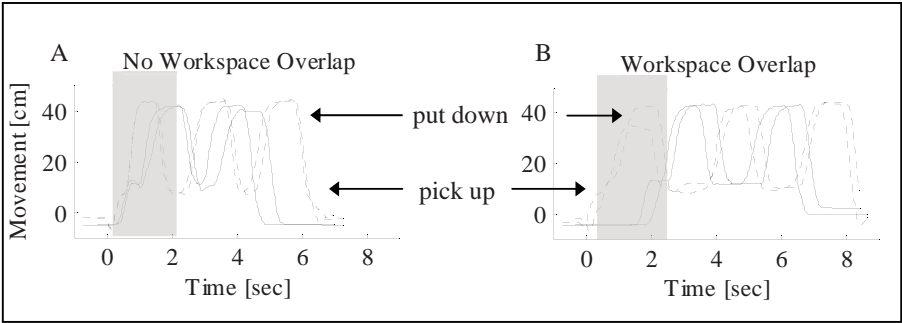 A
No Workspace Overlap
Movement [cm]
40
20
0
0 2 4 6 8
Time [sec]
put down
pick up
B
Workspace Overlap
40
20
0
0 2 4 6 8
Time [sec]